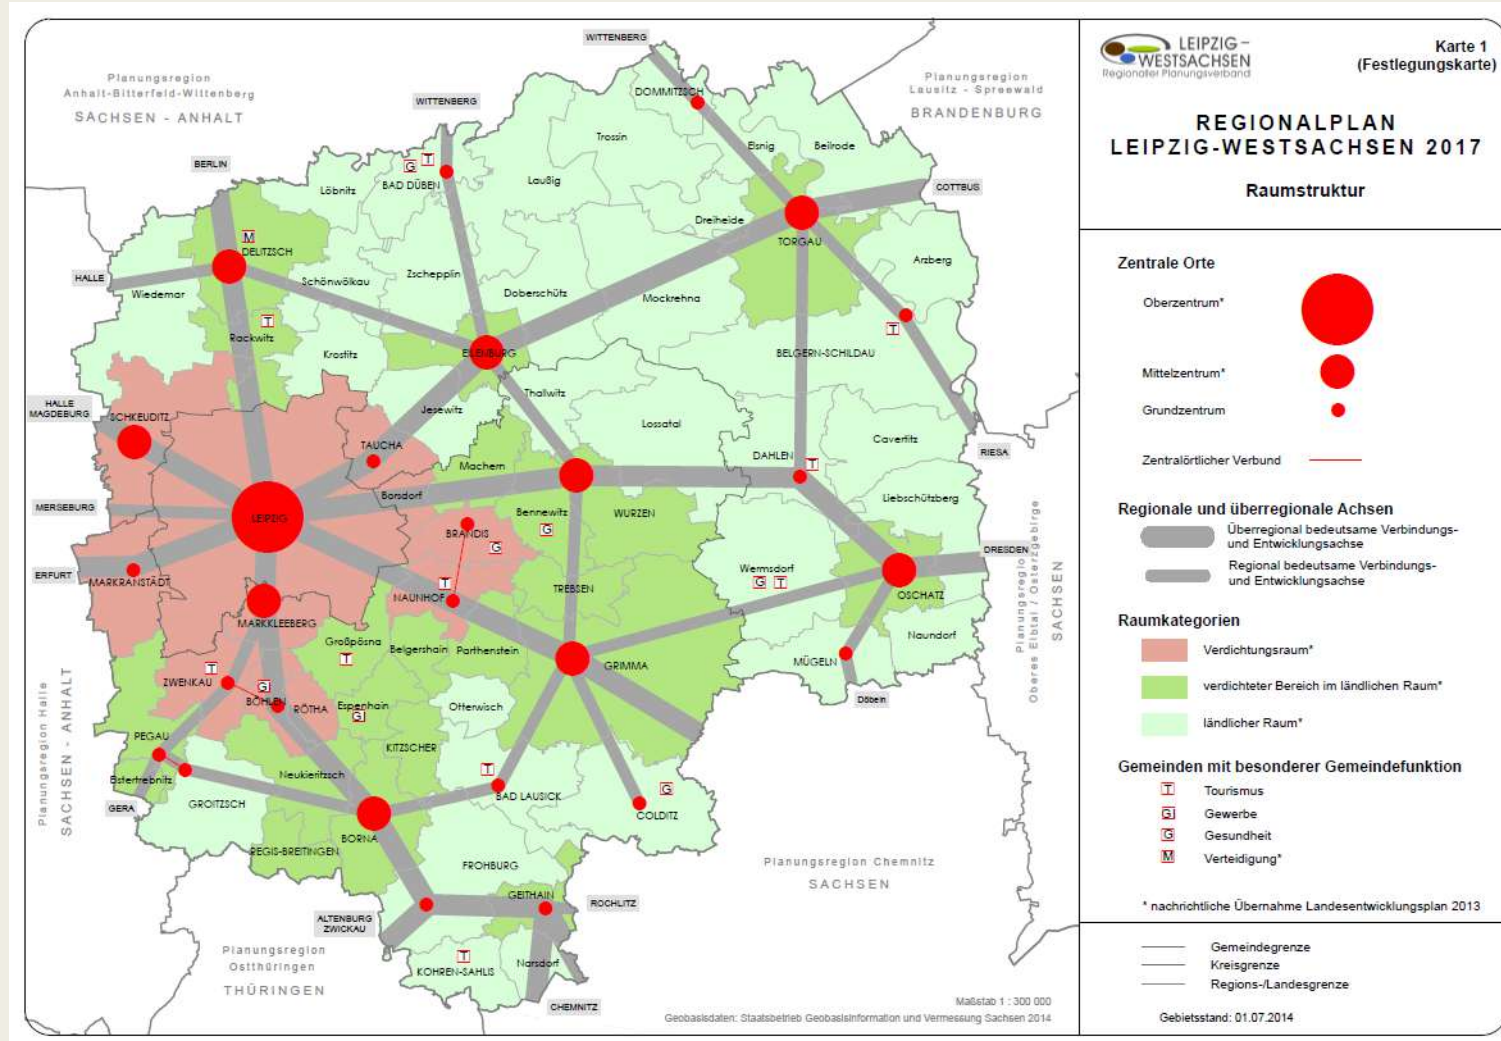 WITTENBERG
Planungsregion
Anhalt-Bitterfeld-Wittenberg
SACHSEN - ANHALT
Planungsregion
Lausitz - Spreewald
BRANDENBURG
WITTENBERG
DOMMITZSCH
Trossin
Elsnig
Beilrode
BERLIN
G
T
BAD DÜBEN
Löbnitz
Laußig
COTTBUS
Dreiheide
TORGAU
M
DELITZSCH
Arzberg
HALLE
Wiedemar
Schönwölkau
Zschepplin
Doberschütz
Mockrehna
T
Rackwitz
T
Krostitz
EILENBURG
BELGERN-SCHILDAU
HALLE
MAGDEBURG
SCHKEUDITZ
Thallwitz
Jesewitz
Lossatal
TAUCHA
Cavertitz
RIESA
Machern
DAHLEN
T
Borsdorf
Liebschützberg
MERSEBURG
LEIPZIG
Bennewitz
WURZEN
BRANDIS
G
G
DRESDEN
ERFURT
MARKRANSTÄDT
T
NAUNHOF
TREBSEN
Wermsdorf
G
T
OSCHATZ
MARKKLEEBERG
Großpösna
T
Belgershain
Parthenstein
GRIMMA
Naundorf
MÜGELN
Döbeln
T
ZWENKAU
G
BÖHLEN
RÖTHA
Espenhain
G
Otterwisch
PEGAU
KITZSCHER
Elstertrebnitz
Neukieritzsch
T
BAD LAUSICK
G
COLDITZ
GERA
GROITZSCH
BORNA
REGIS-BREITINGEN
FROHBURG
GEITHAIN
ROCHLITZ
ALTENBURG
ZWICKAU
T
KOHREN-SAHLIS
Narsdorf
CHEMNITZ
Planungsregion Halle
SACHSEN - ANHALT
Planungsregion
Oberes Elbtal / Osterzgebirge
SACHSEN
Planungsregion Chemnitz
SACHSEN
Planungsregion
Ostthüringen
THÜRINGEN
Maßstab 1 : 300 000
Geobasisdaten: Staatsbetrieb Geobasisinformation und Vermessung Sachsen 2014
LEIPZIG –
WESTSACHSEN
Regionaler Planungsverband
Karte 1
(Festlegungskarte)
REGIONALPLAN
LEIPZIG-WESTSACHSEN 2017
Raumstruktur
Zentrale Orte
Oberzentrum*
Mittelzentrum*
Grundzentrum
Zentralörtlicher Verbund
Regionale und überregionale Achsen
Überregional bedeutsame Verbindungs-
und Entwicklungsachse
Regional bedeutsame Verbindungs-
und Entwicklungsachse
Raumkategorien
Verdichtungsraum*
verdichteter Bereich im ländlichen Raum*
ländlicher Raum*
Gemeinden mit besonderer Gemeindefunktion
T Tourismus
G Gewerbe
G Gesundheit
M Verteidigung*
* nachrichtliche Übernahme Landesentwicklungsplan 2013
Gemeindegrenze
Kreisgrenze
Regions-/Landesgrenze
Gebietsstand: 01.07.2014